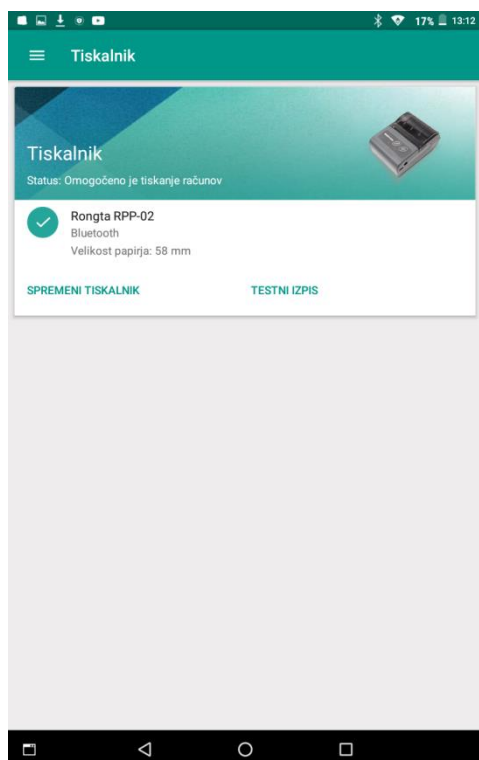 17% 13:12
Tiskalnik
Tiskalnik
Status: Omogočeno je tiskanje računov
Rongta RPP-02
Bluetooth
Velikost papirja: 58 mm
SPREMENI TISKALNIK TESTNI IZPIS